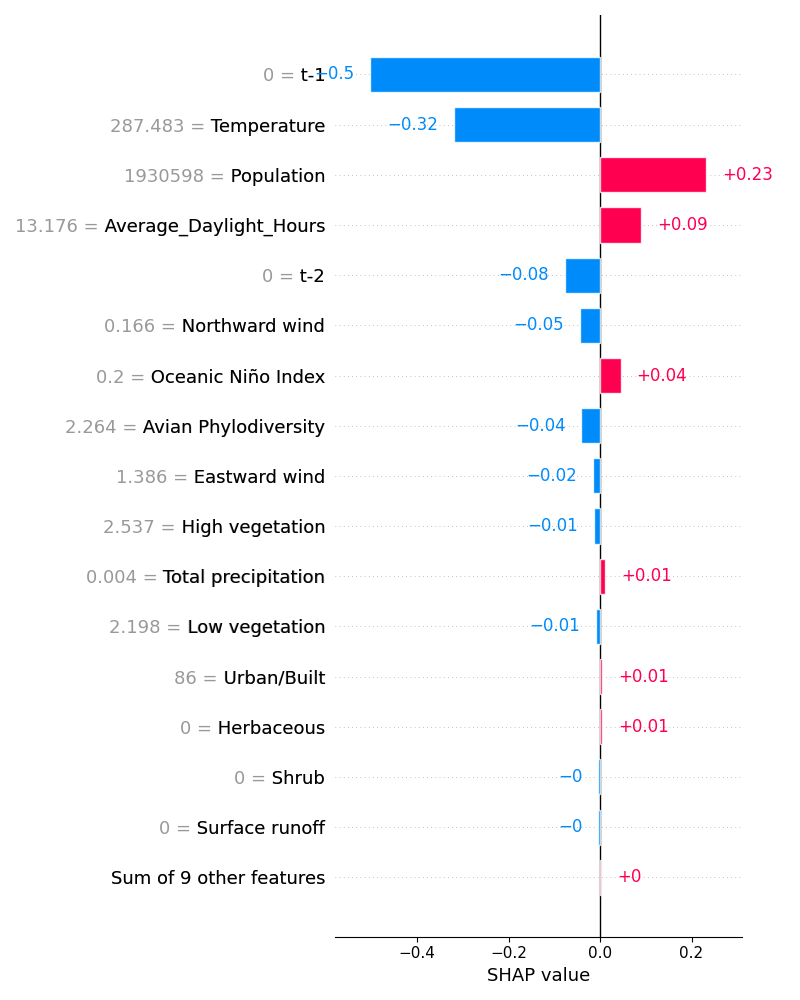 0 = t-1 −0.5
287.483 = Temperature −0.32
1930598 = Population +0.23
13.176 = Average_Daylight_Hours +0.09
0 = t-2 −0.08
0.166 = Northward wind −0.05
0.2 = Oceanic Niño Index +0.04
2.264 = Avian Phylodiversity −0.04
1.386 = Eastward wind −0.02
2.537 = High vegetation −0.01
0.004 = Total precipitation +0.01
2.198 = Low vegetation −0.01
86 = Urban/Built +0.01
0 = Herbaceous +0.01
0 = Shrub −0
0 = Surface runoff −0
Sum of 9 other features +0
−0.4 −0.2 0.0 0.2
SHAP value